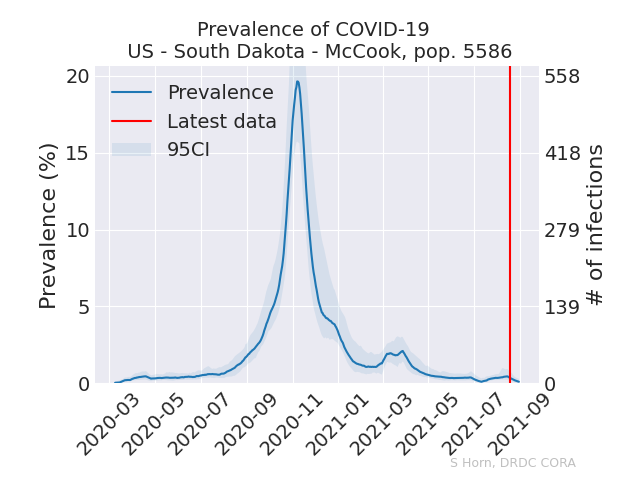 Prevalence of COVID-19
US - South Dakota - McCook, pop. 5586
Prevalence
Latest data
95CI
Prevalence (%)
20
15
10
5
0
558
418
279
139
0
# of infections
2020-03
2020-05
2020-07
2020-09
2020-11
2021-01
2021-03
2021-05
2021-07
2021-09
S Horn, DRDC CORA